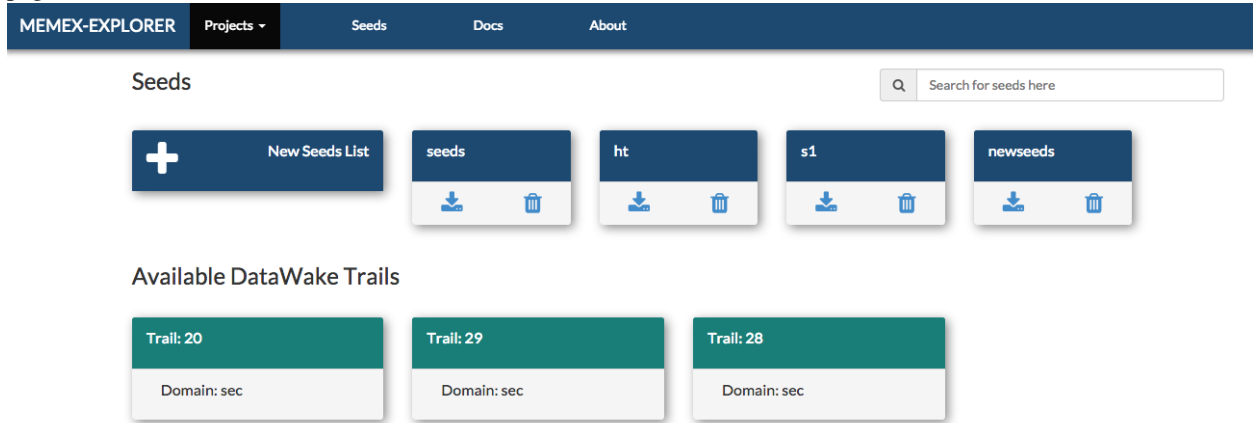 MEMEX-EXPLORER Projects Seeds Docs About
Seeds
Search for seeds here
New Seeds List
seeds
ht
s1
newseeds
Available DataWake Trails
Trail: 20
Domain: sec
Trail: 29
Domain: sec
Trail: 28
Domain: sec